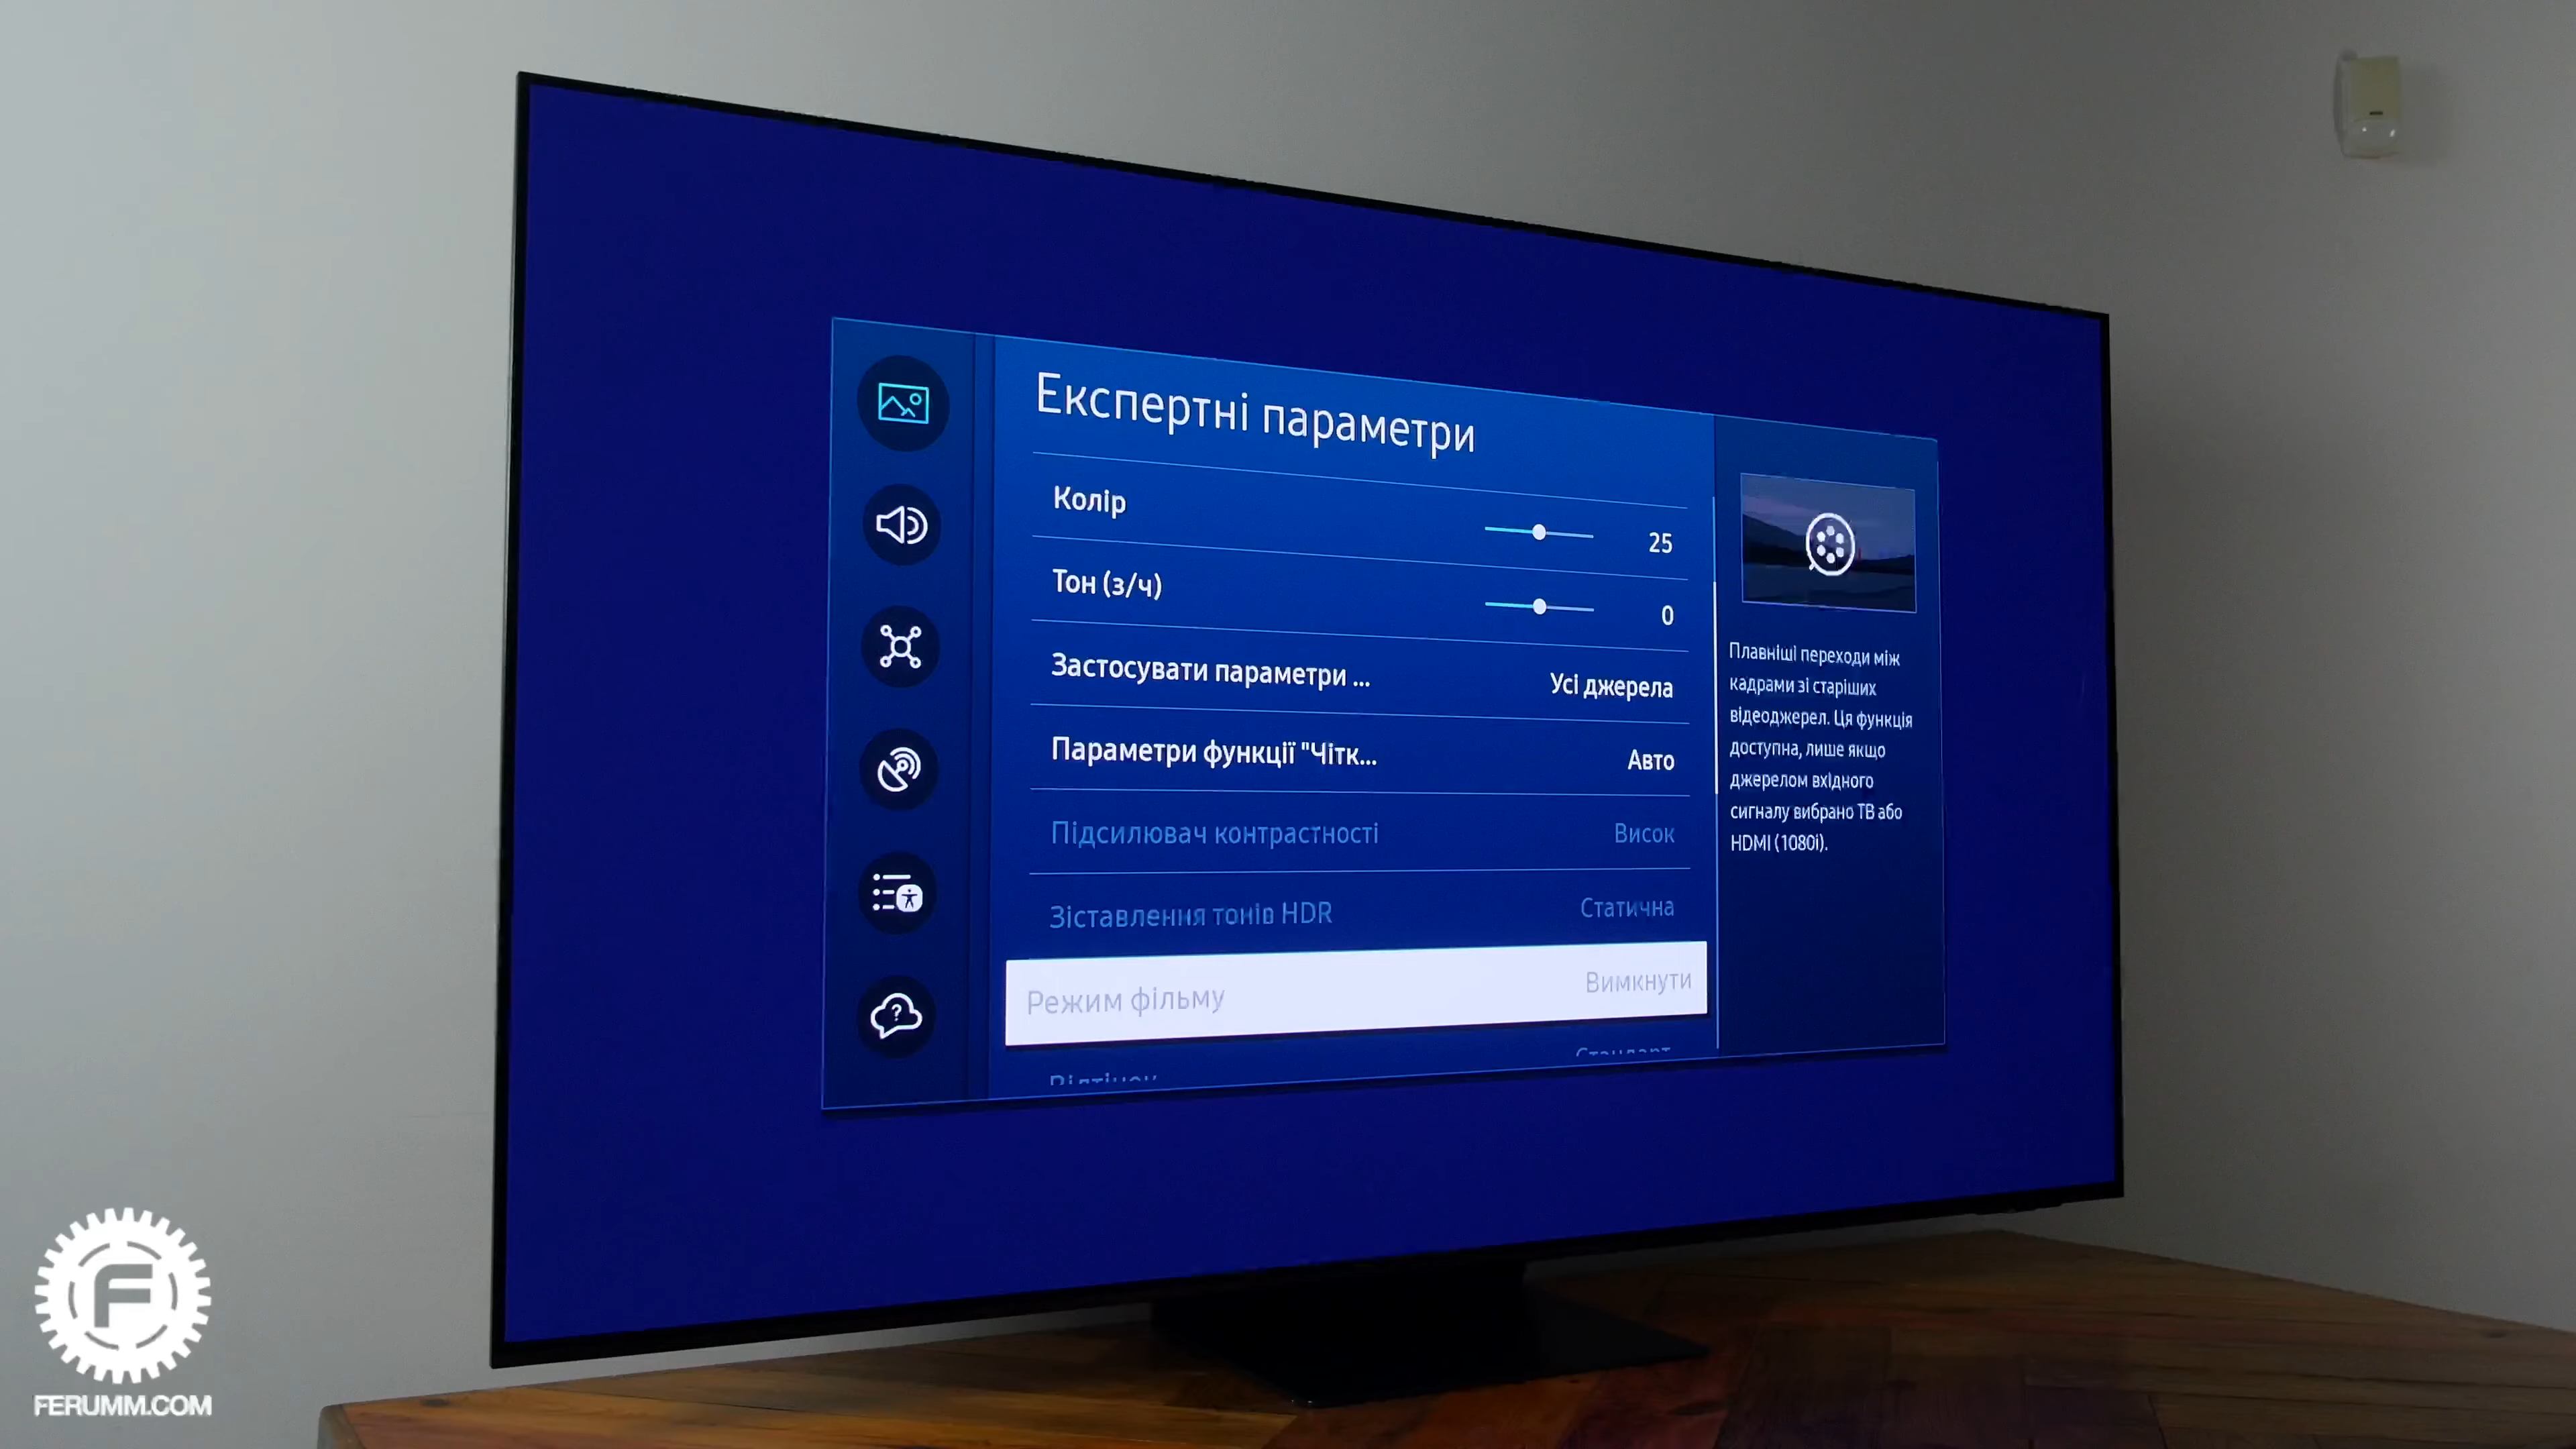 Експертні параметри
Колір 25
Тон (з/ч) 0
Застосувати параметри ... Усі джерела
Параметри функції "Чітк... Авто
Підсилювач контрастності Висок
Зіставлення тонів HDR Статична
Режим фільму Вимкнути
Відтінок Стандарт
Плавніші переходи між
кадрами зі старіших
відеоджерел. Ця функція
доступна, лише якщо
джерелом вхідного
сигналу вибрано ТВ або
HDMI (1080i).
F
FERUMM.COM